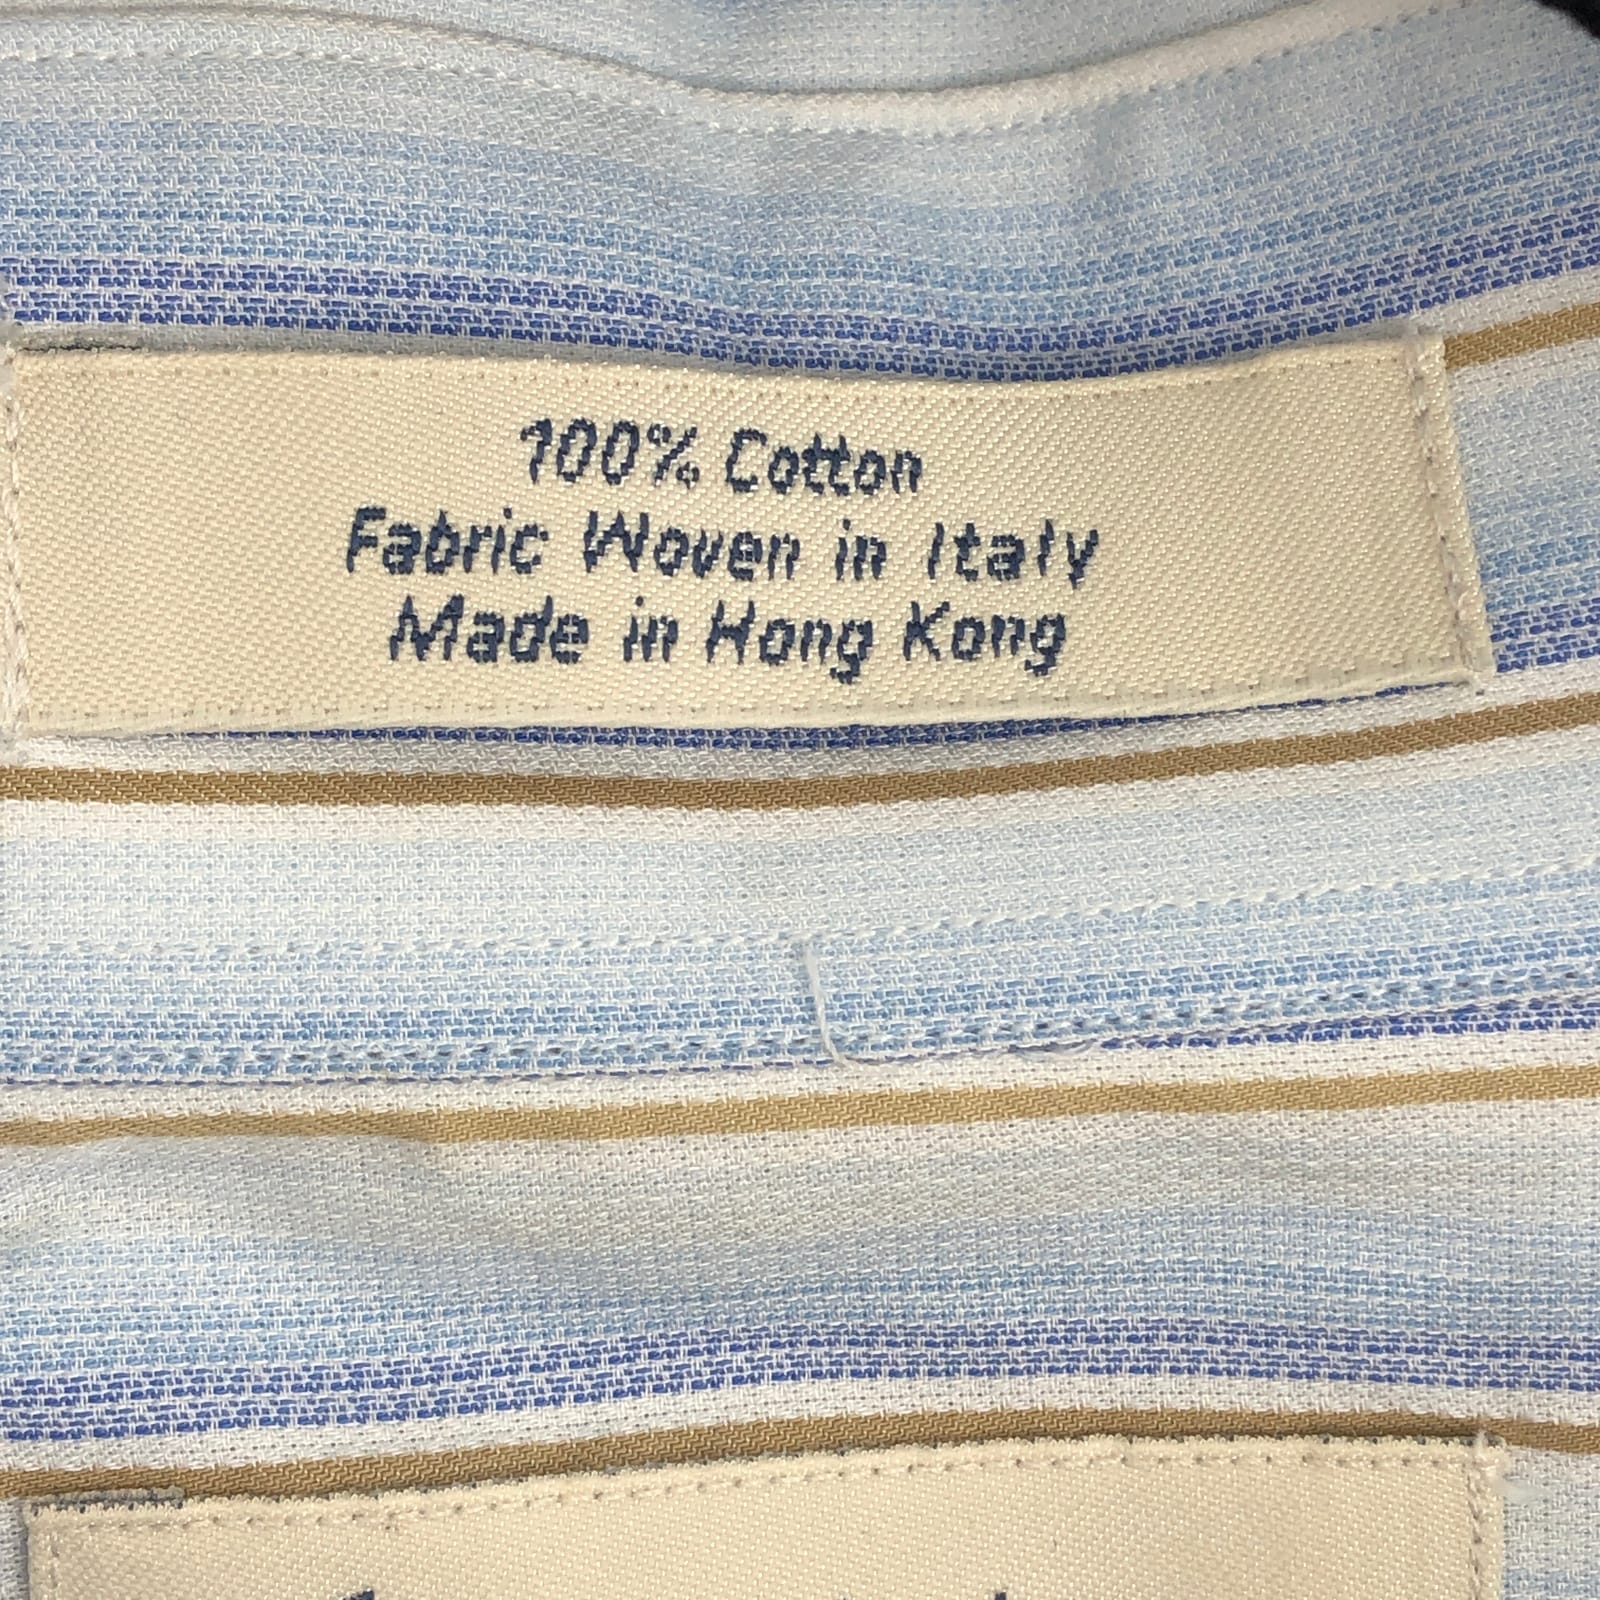 100% Cotton
Fabric Woven in Italy
Made in Hong Kong